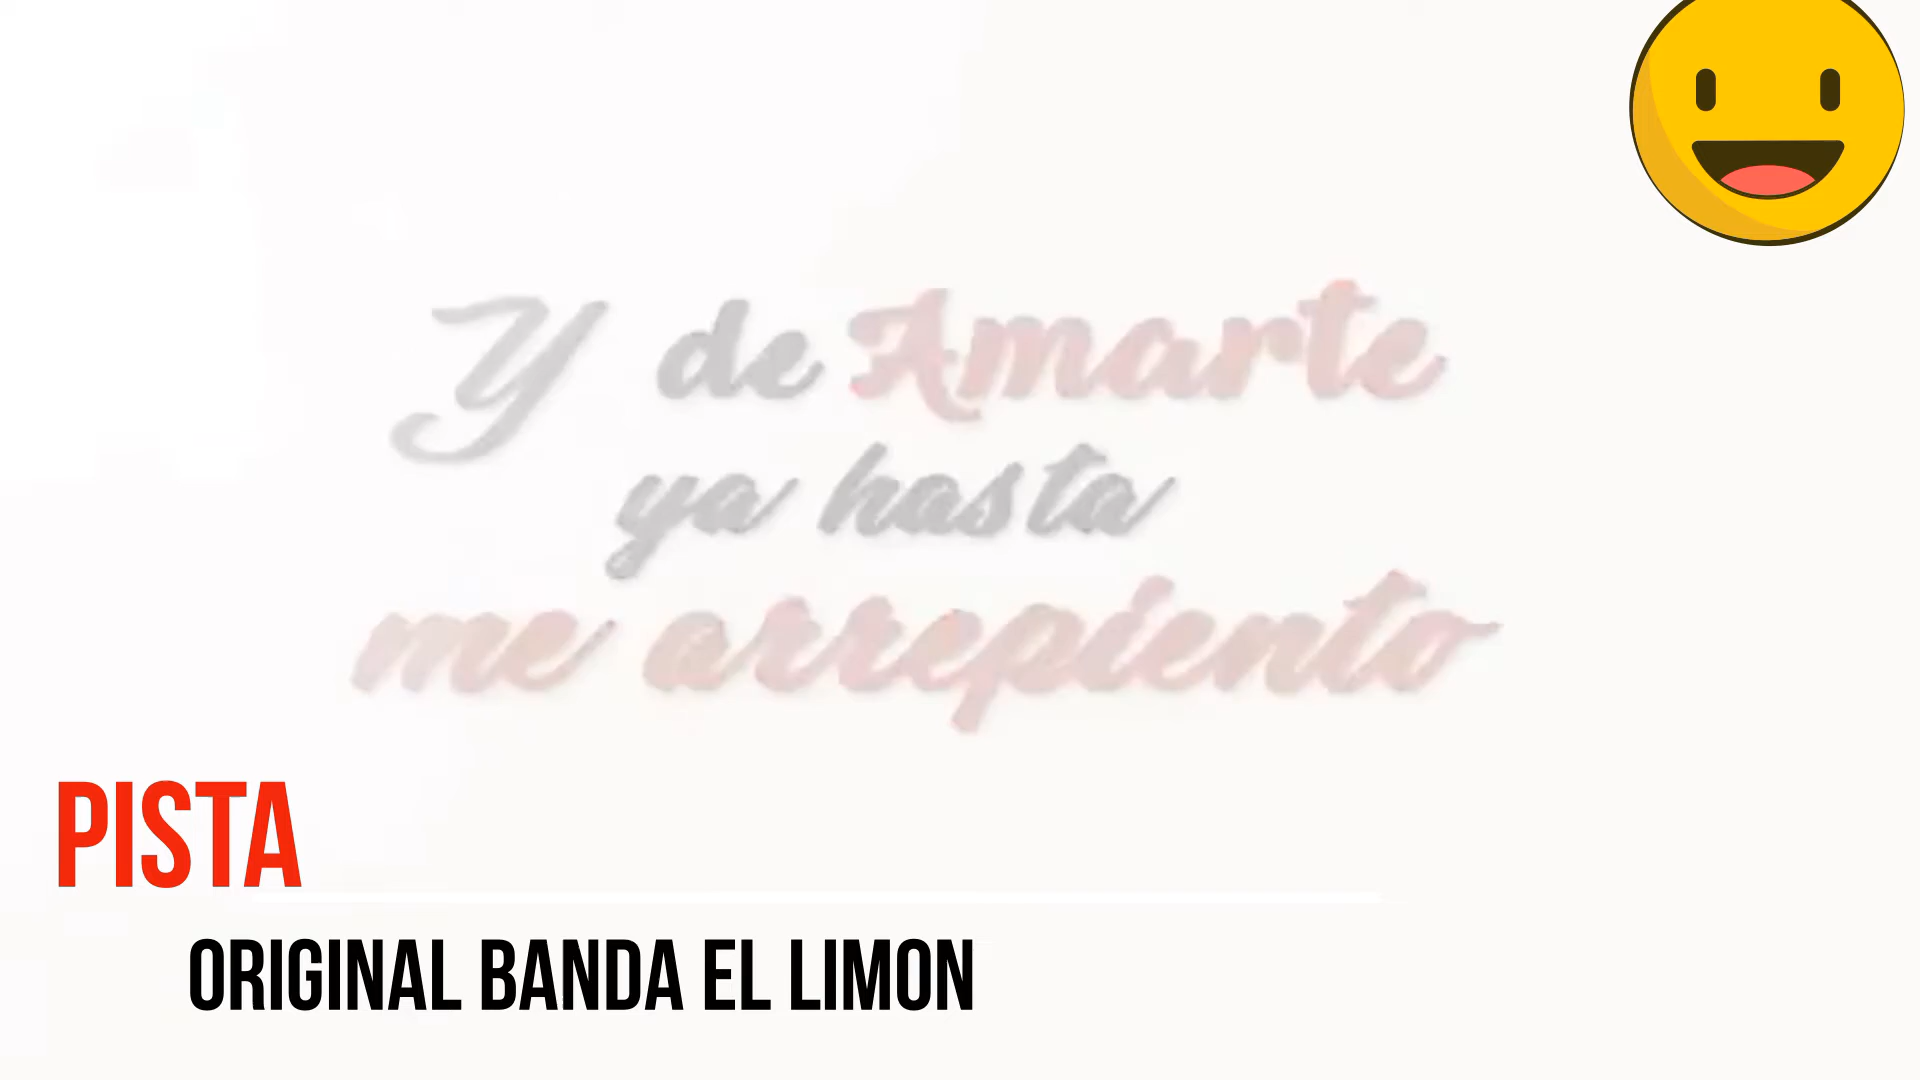 Y de Amarte
ya hasta
me arrepiento
PISTA
ORIGINAL BANDA EL LIMON